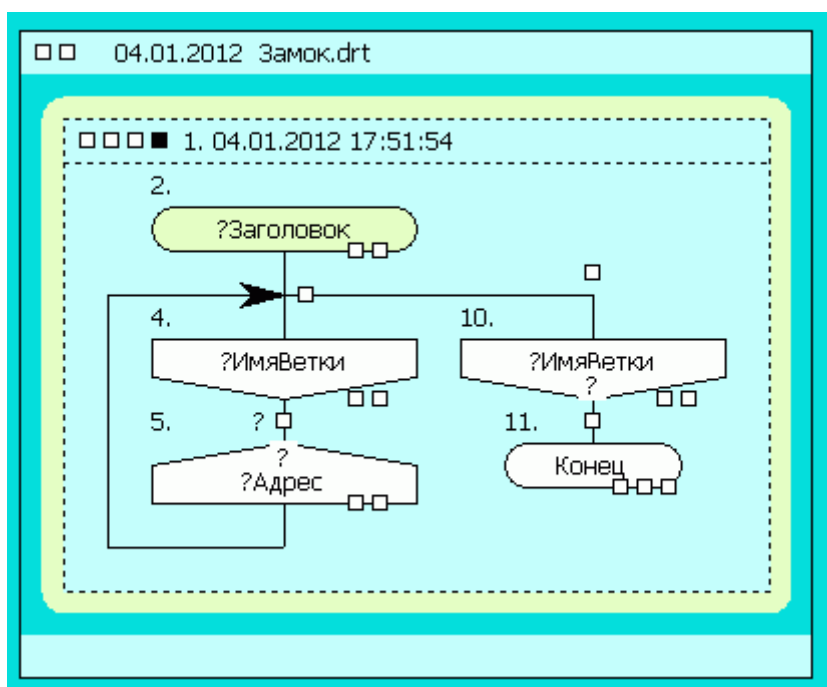 04.01.2012 Замок.drt
1. 04.01.2012 17:51:54
2.
?Заголовок
4. 10.
?ИмяВетки ?ИмяВетки
?
5. ? 11.
? Конец
?Адрес